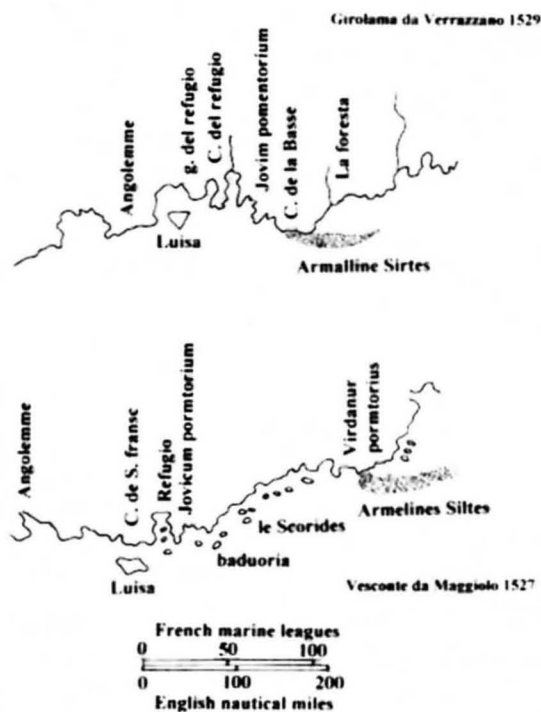 Girolama da Verrazzano 1529
Angolemme
g. del refugio
C. del refugio
Jovim pomentorium
C. de la Basse
La foresta
Luisa
Armalline Sirtes
Angolemme
C. de S. fransc
Refugio
Jovicum pormtorium
Virdanur
pormtorius
le Scorides
Armelines Siltes
baduoria
Luisa
Vesconte da Maggiolo 1527
French marine leagues
0 50 100
0 100 200
English nautical miles